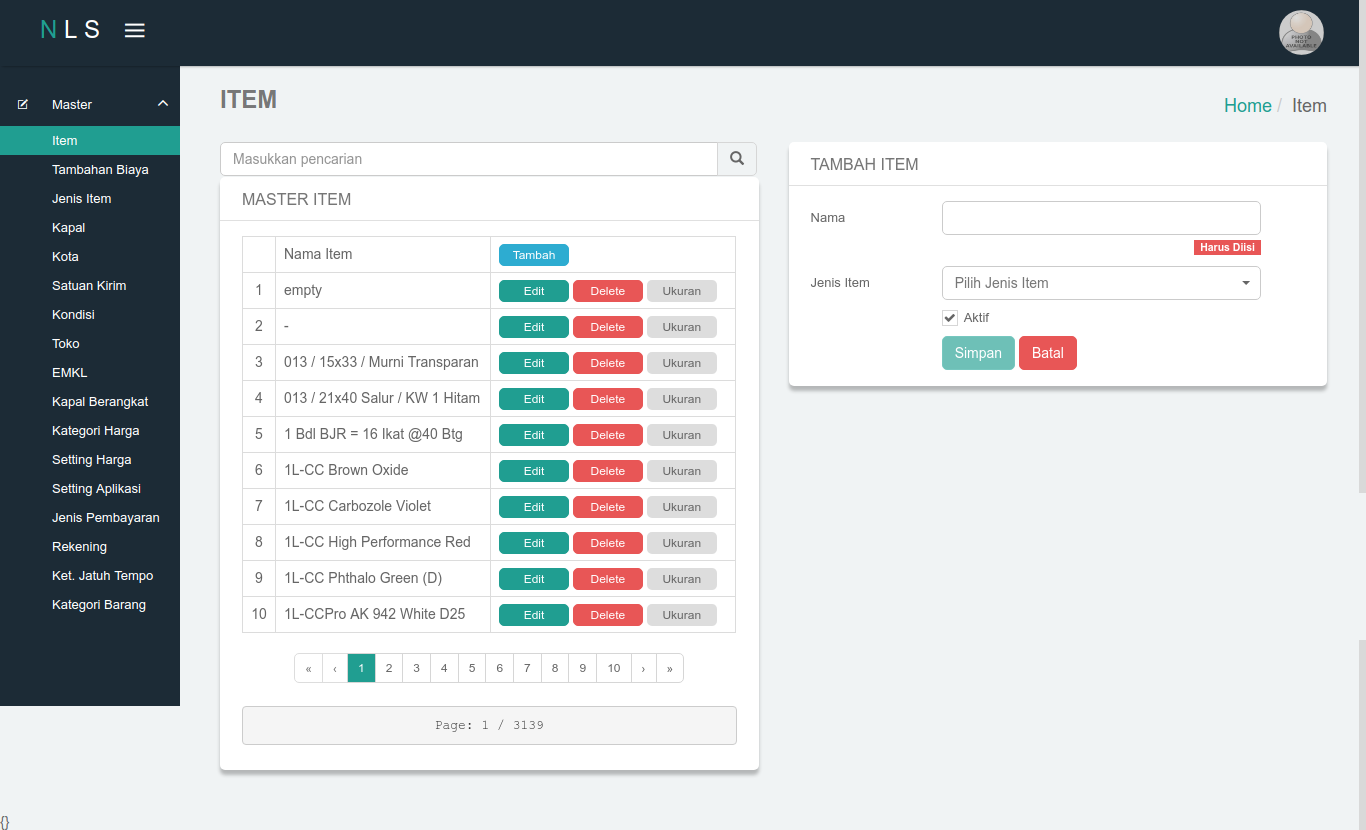 NLS
PHOTO NOT AVAILABLE
Master
Item
Tambahan Biaya
Jenis Item
Kapal
Kota
Satuan Kirim
Kondisi
Toko
EMKL
Kapal Berangkat
Kategori Harga
Setting Harga
Setting Aplikasi
Jenis Pembayaran
Rekening
Ket. Jatuh Tempo
Kategori Barang
ITEM
Home / Item
Masukkan pencarian
MASTER ITEM
Nama Item Tambah
1 empty Edit Delete Ukuran
2 - Edit Delete Ukuran
3 013 / 15x33 / Murni Transparan Edit Delete Ukuran
4 013 / 21x40 Salur / KW 1 Hitam Edit Delete Ukuran
5 1 Bdl BJR = 16 Ikat @40 Btg Edit Delete Ukuran
6 1L-CC Brown Oxide Edit Delete Ukuran
7 1L-CC Carbozole Violet Edit Delete Ukuran
8 1L-CC High Performance Red Edit Delete Ukuran
9 1L-CC Phthalo Green (D) Edit Delete Ukuran
10 1L-CCPro AK 942 White D25 Edit Delete Ukuran
« ‹ 1 2 3 4 5 6 7 8 9 10 › »
Page: 1 / 3139
TAMBAH ITEM
Nama
Harus Diisi
Jenis Item Pilih Jenis Item
Aktif
Simpan Batal
{}